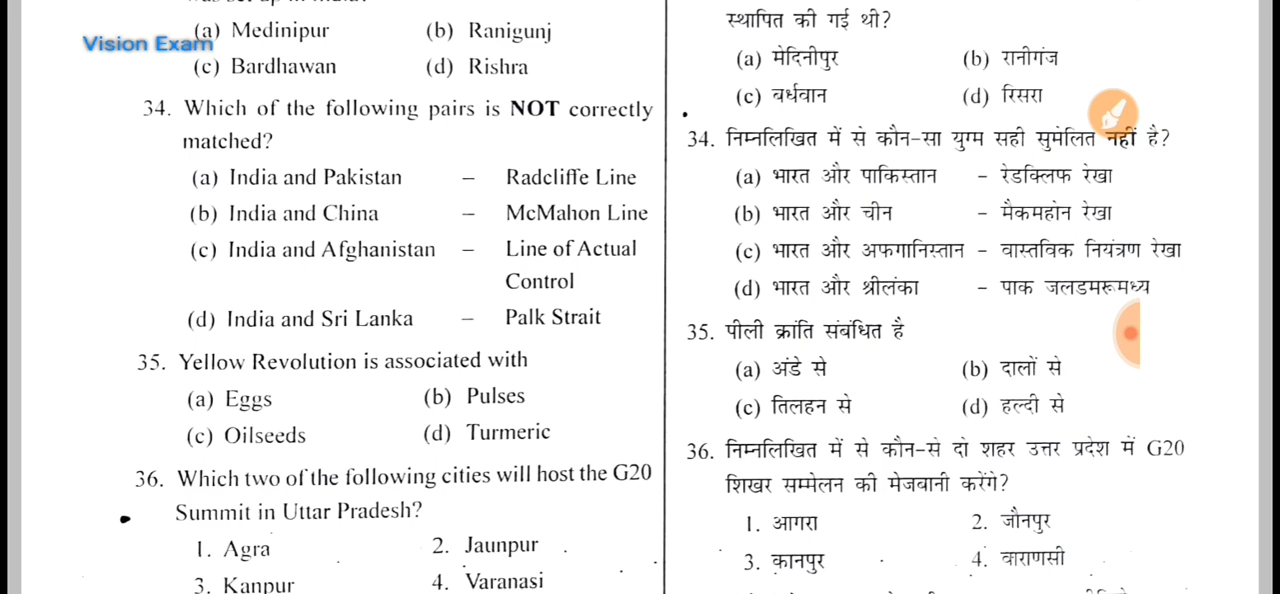 (a) Medinipur (b) Ranigunj
Vision Exam
(c) Bardhawan (d) Rishra
34. Which of the following pairs is NOT correctly
matched?
(a) India and Pakistan – Radcliffe Line
(b) India and China – McMahon Line
(c) India and Afghanistan – Line of Actual
Control
(d) India and Sri Lanka – Palk Strait
35. Yellow Revolution is associated with
(a) Eggs (b) Pulses
(c) Oilseeds (d) Turmeric
36. Which two of the following cities will host the G20
Summit in Uttar Pradesh?
1. Agra 2. Jaunpur
3. Kanpur 4. Varanasi
स्थापित की गई थी?
(a) मेदिनीपुर (b) रानीगंज
(c) बर्धवान (d) रिसरा
34. निम्नलिखित में से कौन-सा युग्म सही सुमेलित नहीं है?
(a) भारत और पाकिस्तान - रेडक्लिफ रेखा
(b) भारत और चीन - मैकमहोन रेखा
(c) भारत और अफगानिस्तान - वास्तविक नियंत्रण रेखा
(d) भारत और श्रीलंका - पाक जलडमरूमध्य
35. पीली क्रांति संबंधित है
(a) अंडे से (b) दालों से
(c) तिलहन से (d) हल्दी से
36. निम्नलिखित में से कौन-से दो शहर उत्तर प्रदेश में G20
शिखर सम्मेलन की मेजबानी करेंगे?
1. आगरा 2. जौनपुर
3. कानपुर 4. वाराणसी